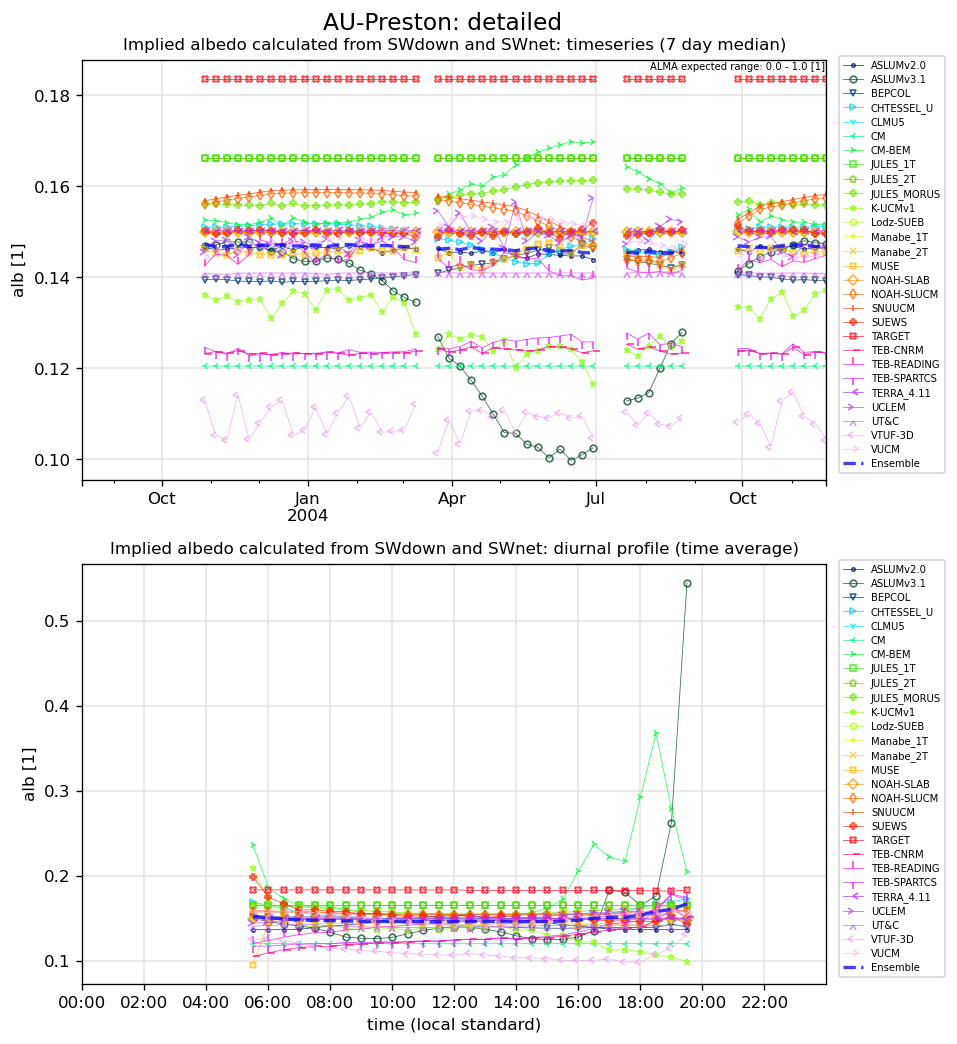 AU-Preston: detailed
Implied albedo calculated from SWdown and SWnet: timeseries (7 day median)
ALMA expected range: 0.0 - 1.0 [1]
0.18
0.16
0.14
0.12
0.10
alb [1]
Oct
Jan
2004
Apr
Jul
Oct
ASLUMv2.0
ASLUMv3.1
BEPCOL
CHTESSEL_U
CLMU5
CM
CM-BEM
JULES_1T
JULES_2T
JULES_MORUS
K-UCMv1
Lodz-SUEB
Manabe_1T
Manabe_2T
MUSE
NOAH-SLAB
NOAH-SLUCM
SNUUCM
SUEWS
TARGET
TEB-CNRM
TEB-READING
TEB-SPARTCS
TERRA_4.11
UCLEM
UT&C
VTUF-3D
VUCM
Ensemble
Implied albedo calculated from SWdown and SWnet: diurnal profile (time average)
0.5
0.4
0.3
0.2
0.1
alb [1]
00:00
02:00
04:00
06:00
08:00
10:00
12:00
14:00
16:00
18:00
20:00
22:00
time (local standard)
ASLUMv2.0
ASLUMv3.1
BEPCOL
CHTESSEL_U
CLMU5
CM
CM-BEM
JULES_1T
JULES_2T
JULES_MORUS
K-UCMv1
Lodz-SUEB
Manabe_1T
Manabe_2T
MUSE
NOAH-SLAB
NOAH-SLUCM
SNUUCM
SUEWS
TARGET
TEB-CNRM
TEB-READING
TEB-SPARTCS
TERRA_4.11
UCLEM
UT&C
VTUF-3D
VUCM
Ensemble